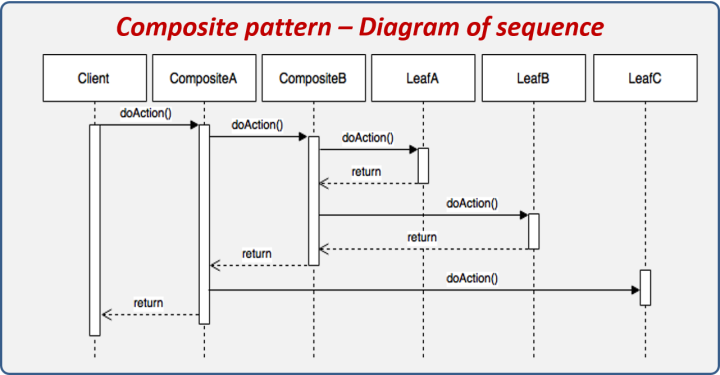 Composite pattern – Diagram of sequence
Client CompositeA CompositeB LeafA LeafB LeafC
doAction()
doAction()
doAction()
return
doAction()
return
return
doAction()
return